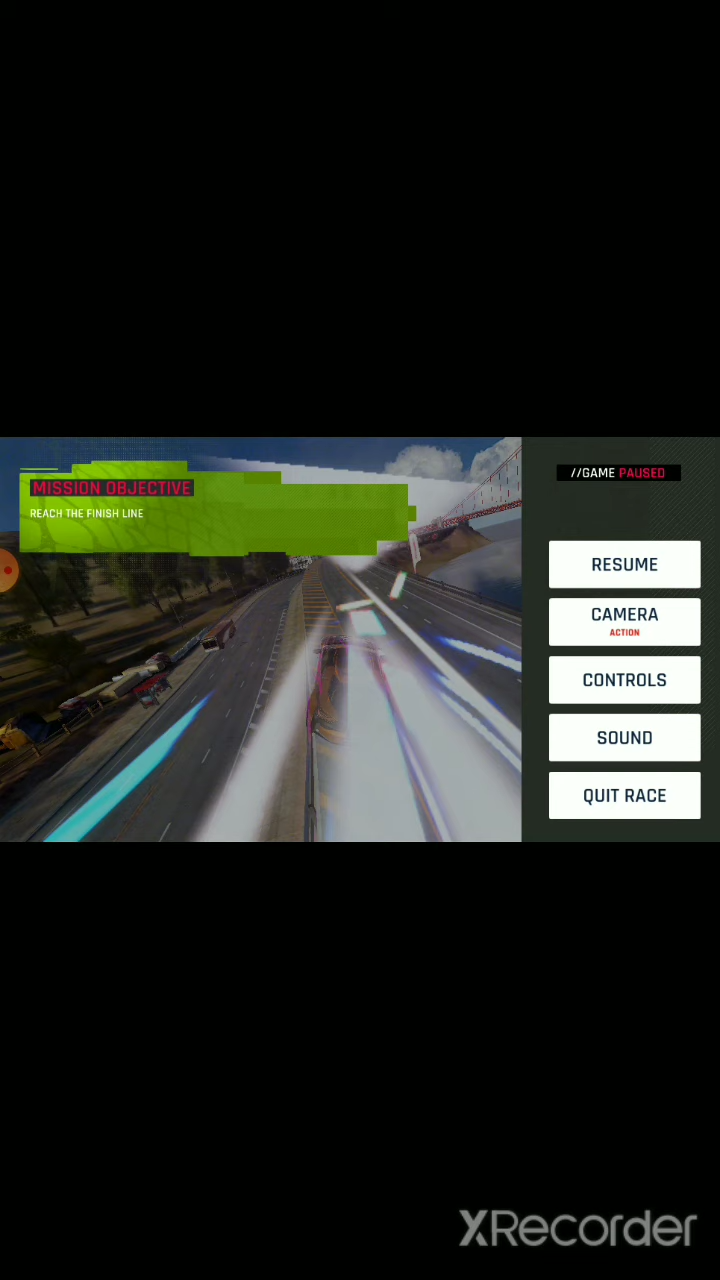 MISSION OBJECTIVE
REACH THE FINISH LINE
//GAME PAUSED
RESUME
CAMERA
ACTION
CONTROLS
SOUND
QUIT RACE
XRecorder